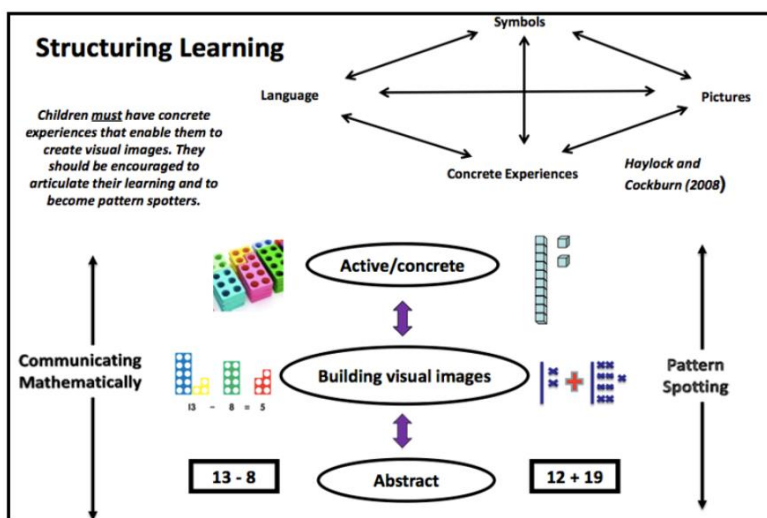 Structuring Learning
Children must have concrete
experiences that enable them to
create visual images. They
should be encouraged to
articulate their learning and to
become pattern spotters.
Symbols
Language
Pictures
Concrete Experiences
Haylock and
Cockburn (2008)
Active/concrete
Communicating
Mathematically
13 - 8 = 5
Building visual images
Pattern
Spotting
13 - 8
Abstract
12 + 19